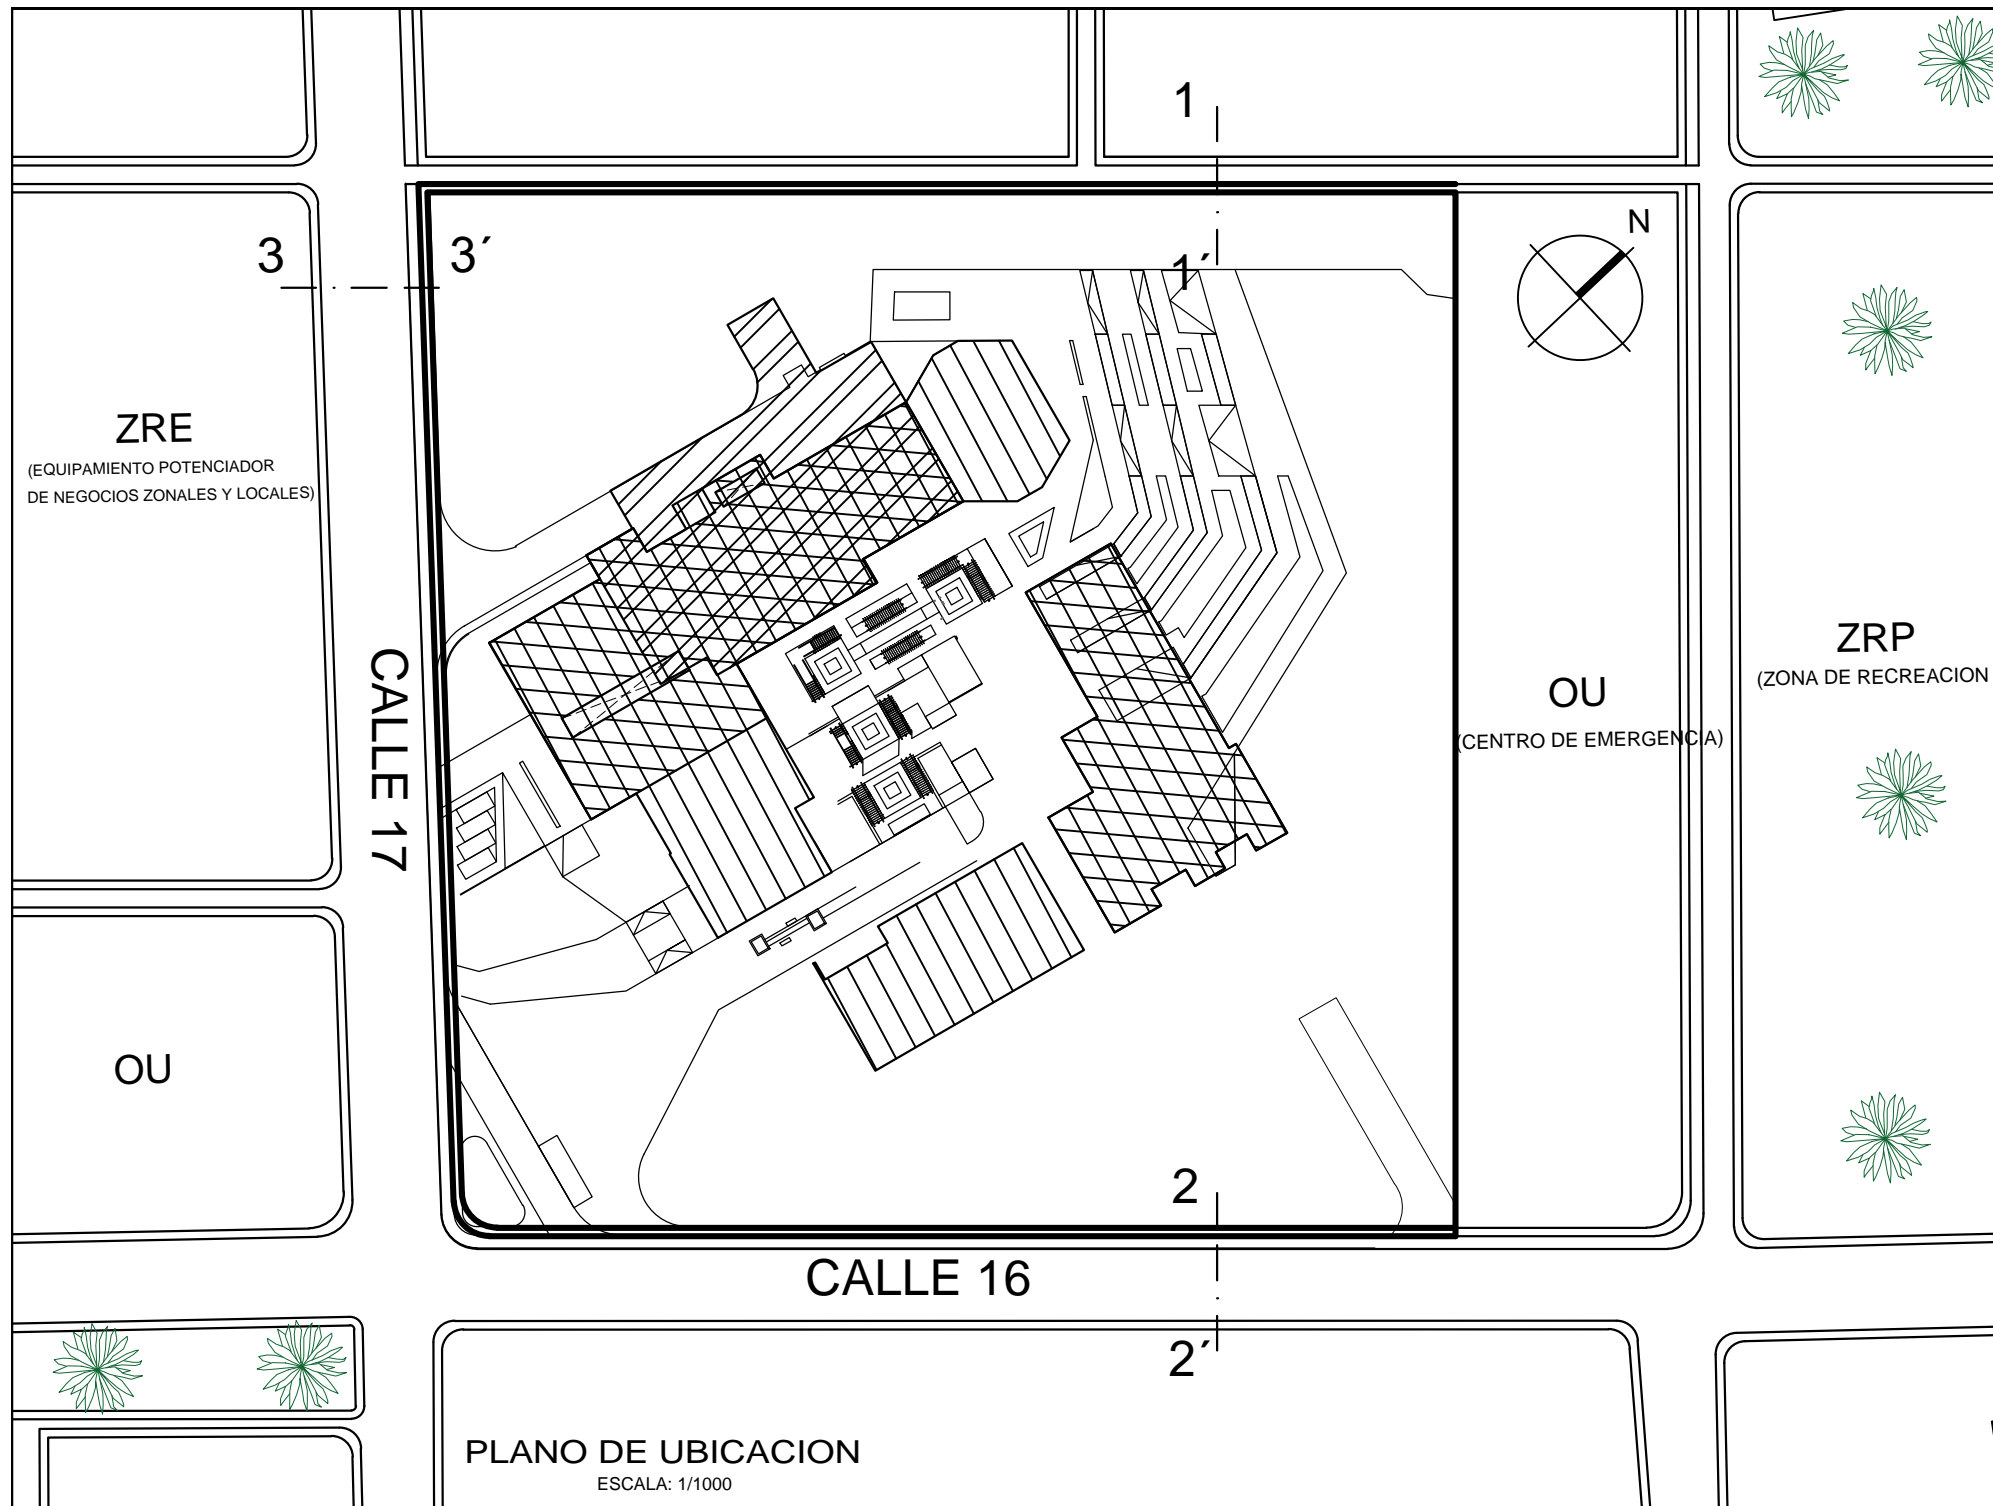 1
N
3
3´
1´
ZRE
(EQUIPAMIENTO POTENCIADOR
DE NEGOCIOS ZONALES Y LOCALES)
CALLE 17
ZRP
(ZONA DE RECREACION
OU
(CENTRO DE EMERGENCIA)
OU
2
CALLE 16
2´
PLANO DE UBICACION
ESCALA: 1/1000